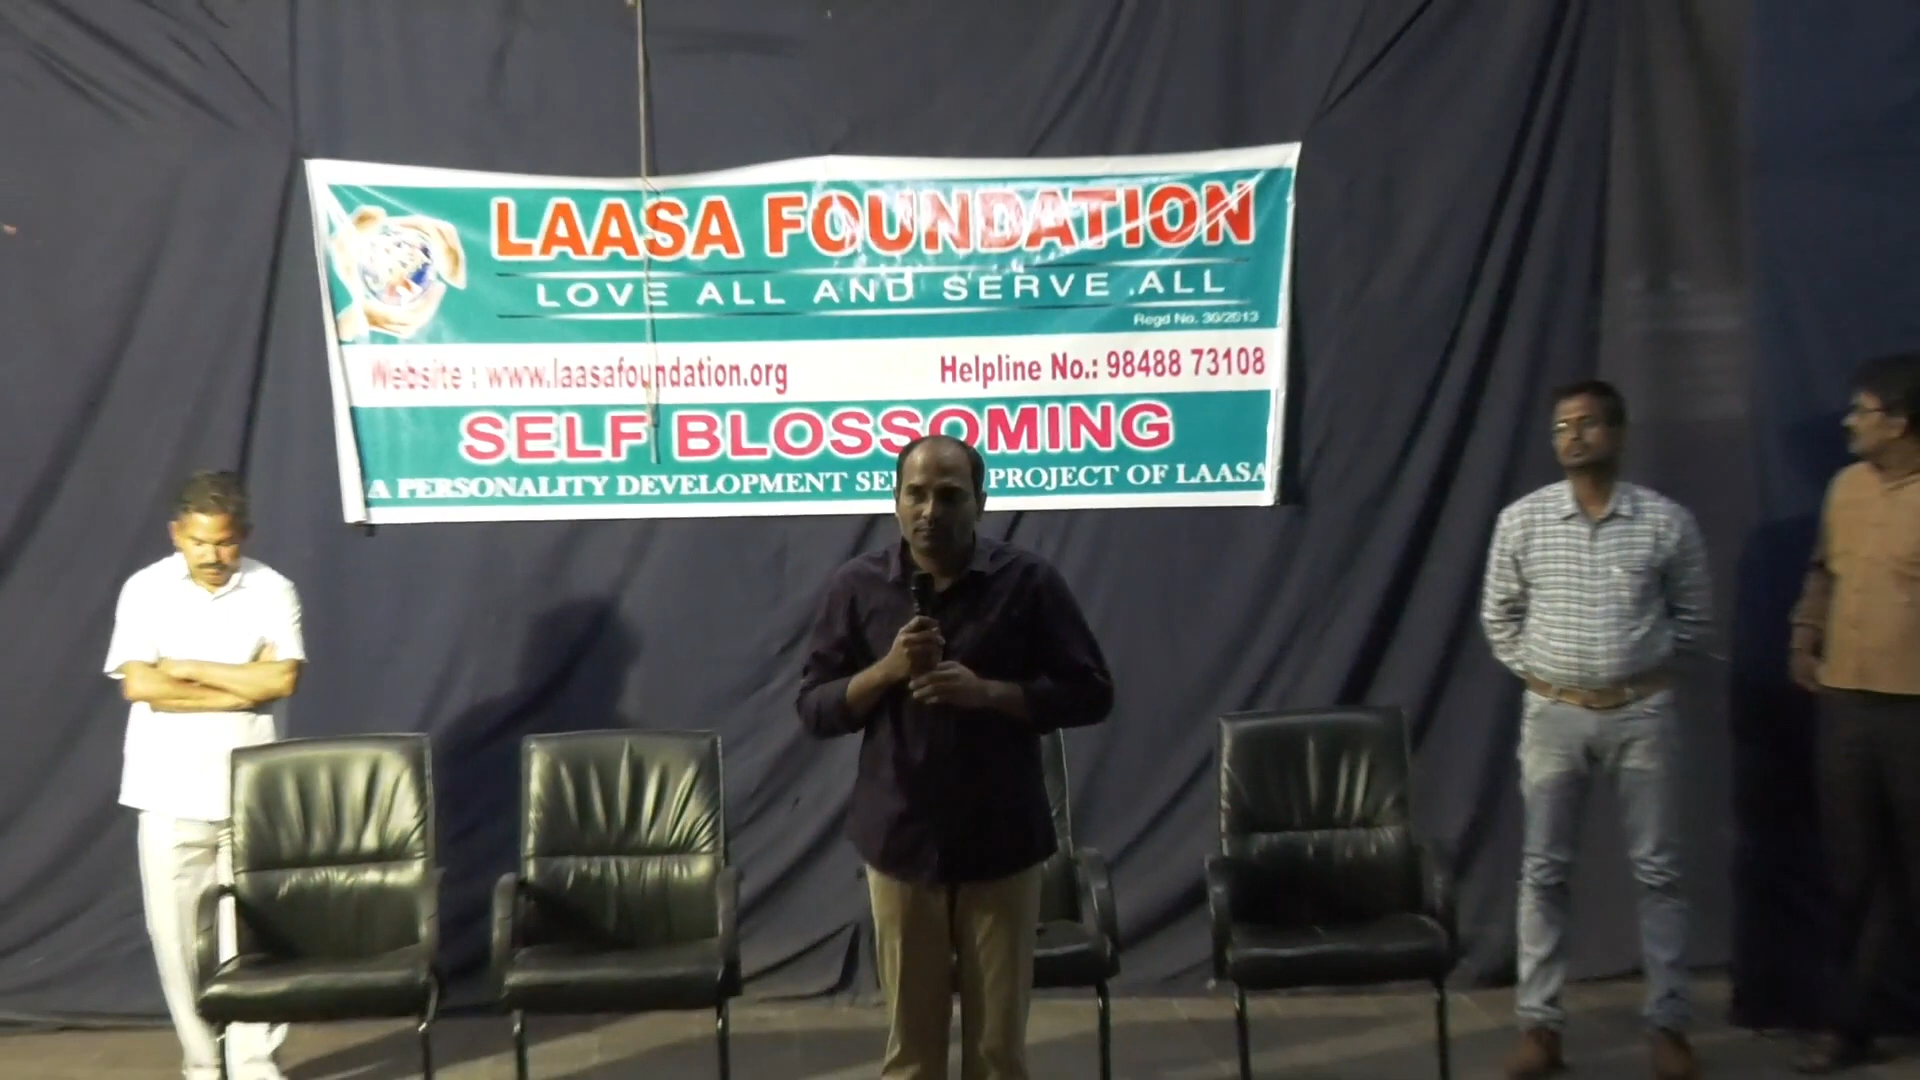 LAASA FOUNDATION
LOVE ALL AND SERVE ALL
Regd No. 30/2013
Website : www.laasafoundation.org Helpline No.: 98488 73108
SELF BLOSSOMING
A PERSONALITY DEVELOPMENT PROJECT OF LAASA